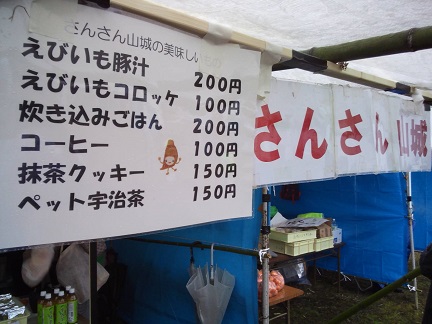 さんさん山城の美味しい
えびいも豚汁 200円
えびいもコロッケ 100円
炊き込みごはん 200円
コーヒー 100円
抹茶クッキー 150円
ペット宇治茶 150円
さんさん山城